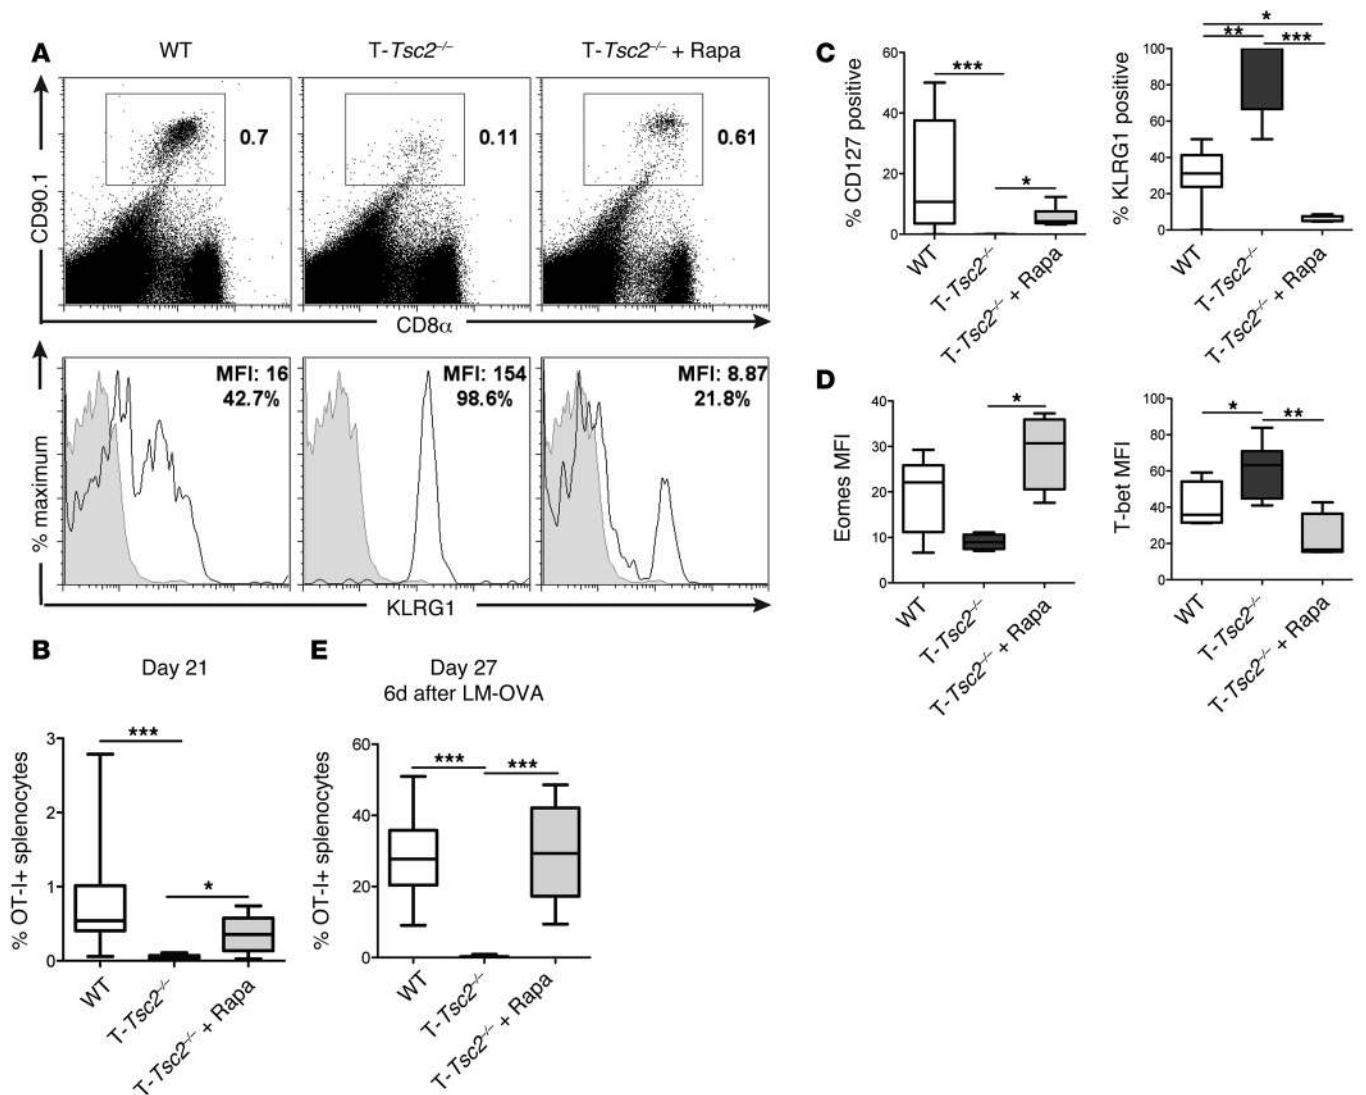 A
WT
T-Tsc2⁻/⁻
T-Tsc2⁻/⁻ + Rapa
CD90.1
0.7
0.11
0.61
CD8α
% maximum
MFI: 16
42.7%
MFI: 154
98.6%
MFI: 8.87
21.8%
KLRG1
B
Day 21
% OT-I+ splenocytes
3
2
1
0
***
*
WT
T-Tsc2⁻/⁻
T-Tsc2⁻/⁻ + Rapa
E
Day 27
6d after LM-OVA
% OT-I+ splenocytes
60
40
20
0
***
***
WT
T-Tsc2⁻/⁻
T-Tsc2⁻/⁻ + Rapa
C
% CD127 positive
60
40
20
0
***
*
WT
T-Tsc2⁻/⁻
T-Tsc2⁻/⁻ + Rapa
% KLRG1 positive
100
80
60
40
20
0
*
**
***
WT
T-Tsc2⁻/⁻
T-Tsc2⁻/⁻ + Rapa
D
Eomes MFI
40
30
20
10
0
*
WT
T-Tsc2⁻/⁻
T-Tsc2⁻/⁻ + Rapa
T-bet MFI
100
80
60
40
20
0
*
**
WT
T-Tsc2⁻/⁻
T-Tsc2⁻/⁻ + Rapa